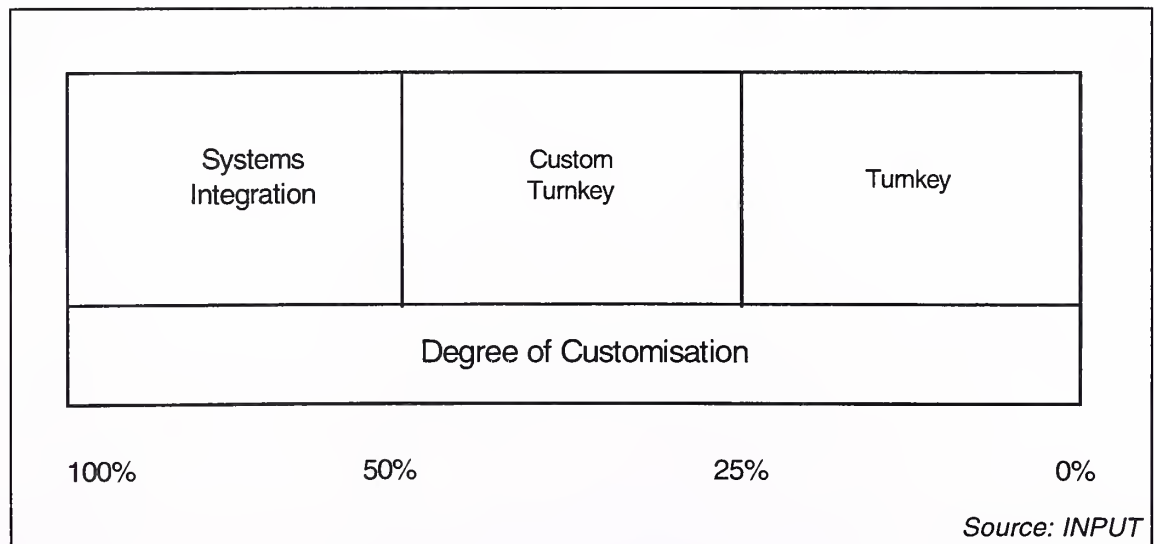 Systems
Integration
Custom
Turnkey
Turnkey
Degree of Customisation
100% 50% 25% 0%
Source: INPUT